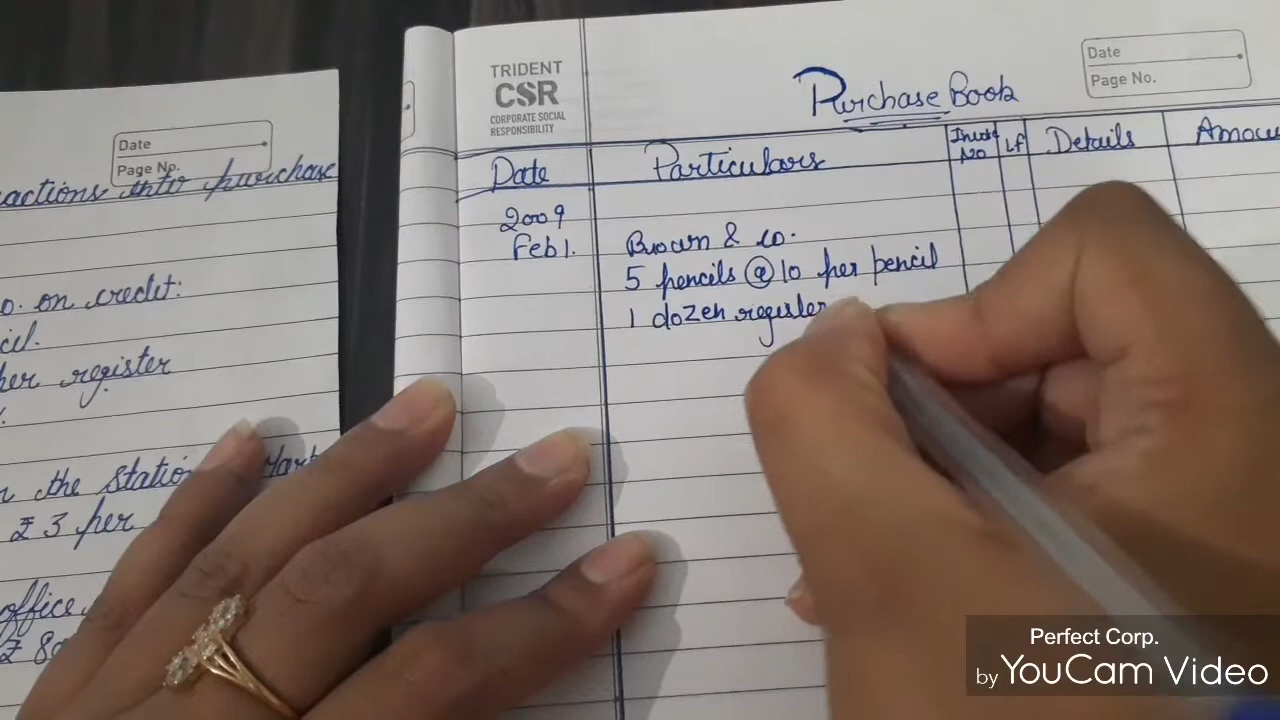 Date
Page No.
actions into purchase
o. on credit:
cil.
her register
n the Station Mart
₹ 3 per
office
₹ 80
TRIDENT
CSR
CORPORATE SOCIAL
RESPONSIBILITY
Purchase Book
Date
Page No.
Date Particulars LF Details Amou
No
2009
Feb 1. Brown & Co.
5 pencils @ 10 per pencil
1 dozen register
Perfect Corp.
by YouCam Video